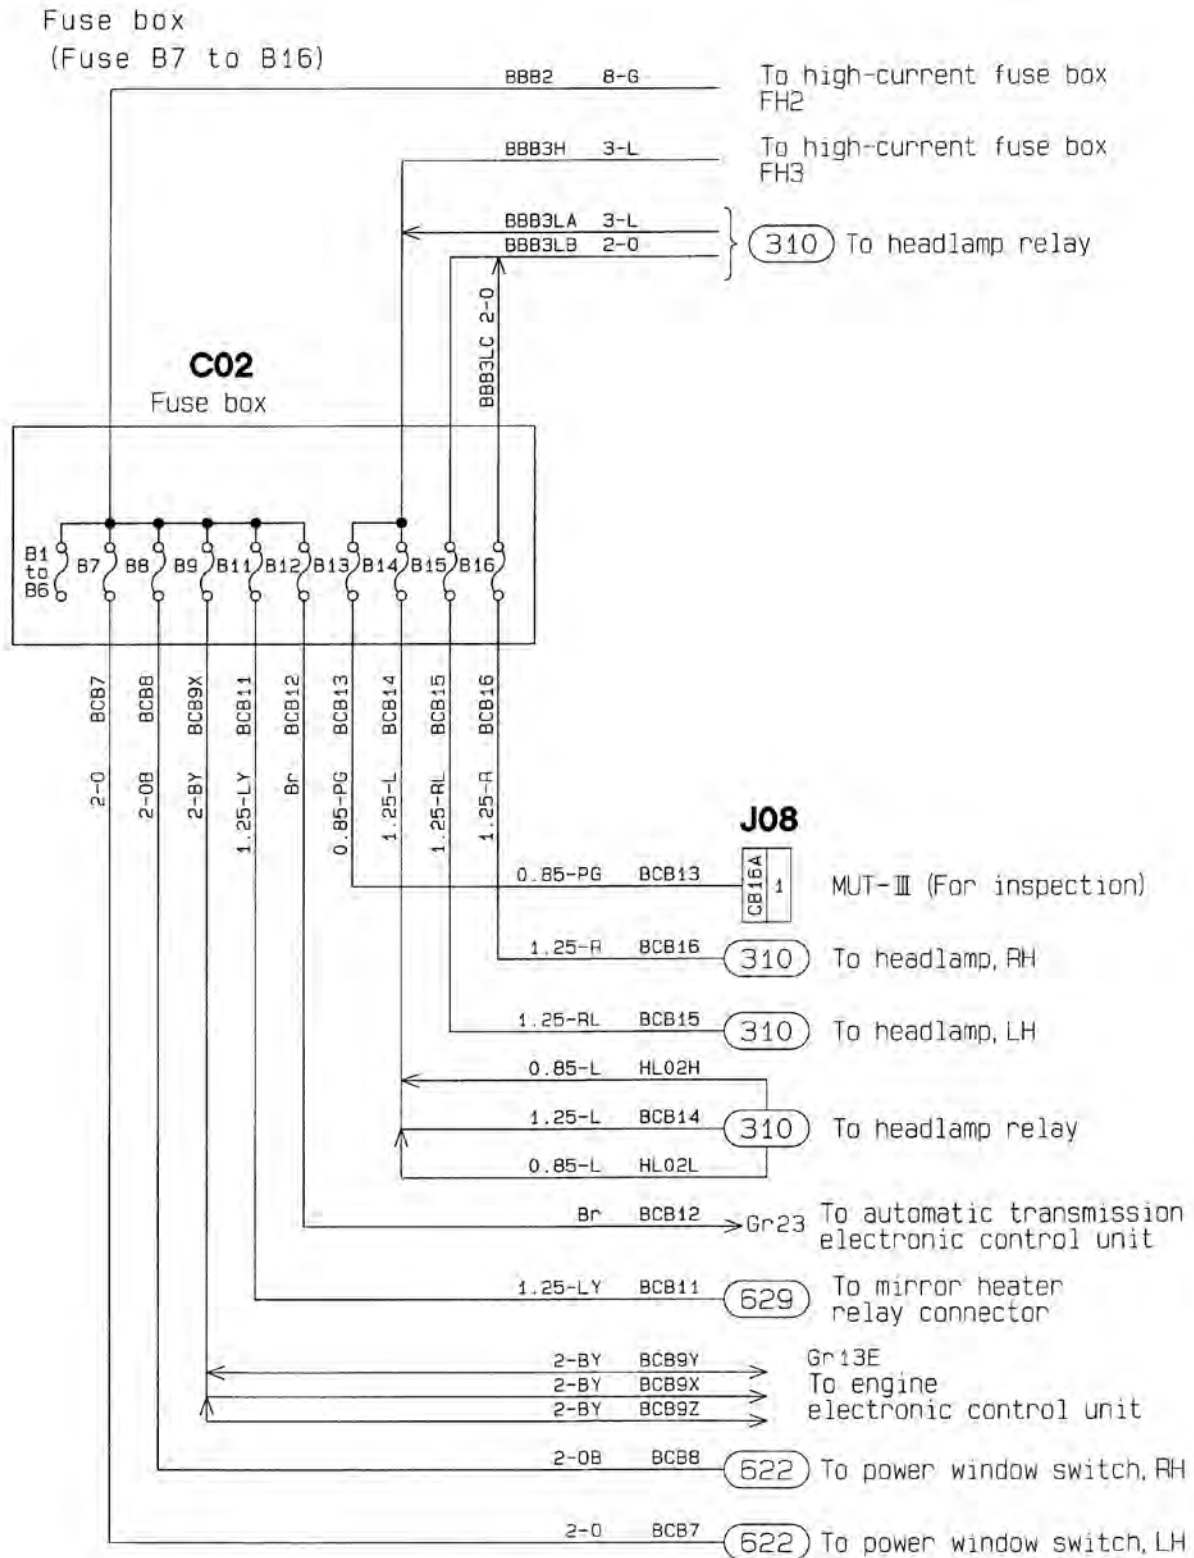 Fuse box
(Fuse B7 to B16)
BBB2 8-G To high-current fuse box
FH2
BBB3H 3-L To high-current fuse box
FH3
BBB3LA 3-L
BBB3LB 2-O
310 To headlamp relay
BBB3LC 2-O
C02
Fuse box
B1
to
B6
B7 B8 B9 B11 B12 B13 B14 B15 B16
BCB7 BCB8 BCB9X BCB11 BCB12 BCB13 BCB14 BCB15 BCB16
2-O 2-OB 2-BY 1.25-LY Br 0.85-PG 1.25-L 1.25-RL 1.25-R
J08
0.85-PG BCB13 CB16A 1 MUT-Ⅲ (For inspection)
1.25-R BCB16 310 To headlamp, RH
1.25-RL BCB15 310 To headlamp, LH
0.85-L HL02H
1.25-L BCB14 310 To headlamp relay
0.85-L HL02L
Br BCB12 Gr23 To automatic transmission
electronic control unit
1.25-LY BCB11 629 To mirror heater
relay connector
2-BY BCB9Y Gr13E
2-BY BCB9X To engine
2-BY BCB9Z electronic control unit
2-OB BCB8 622 To power window switch, RH
2-O BCB7 622 To power window switch, LH